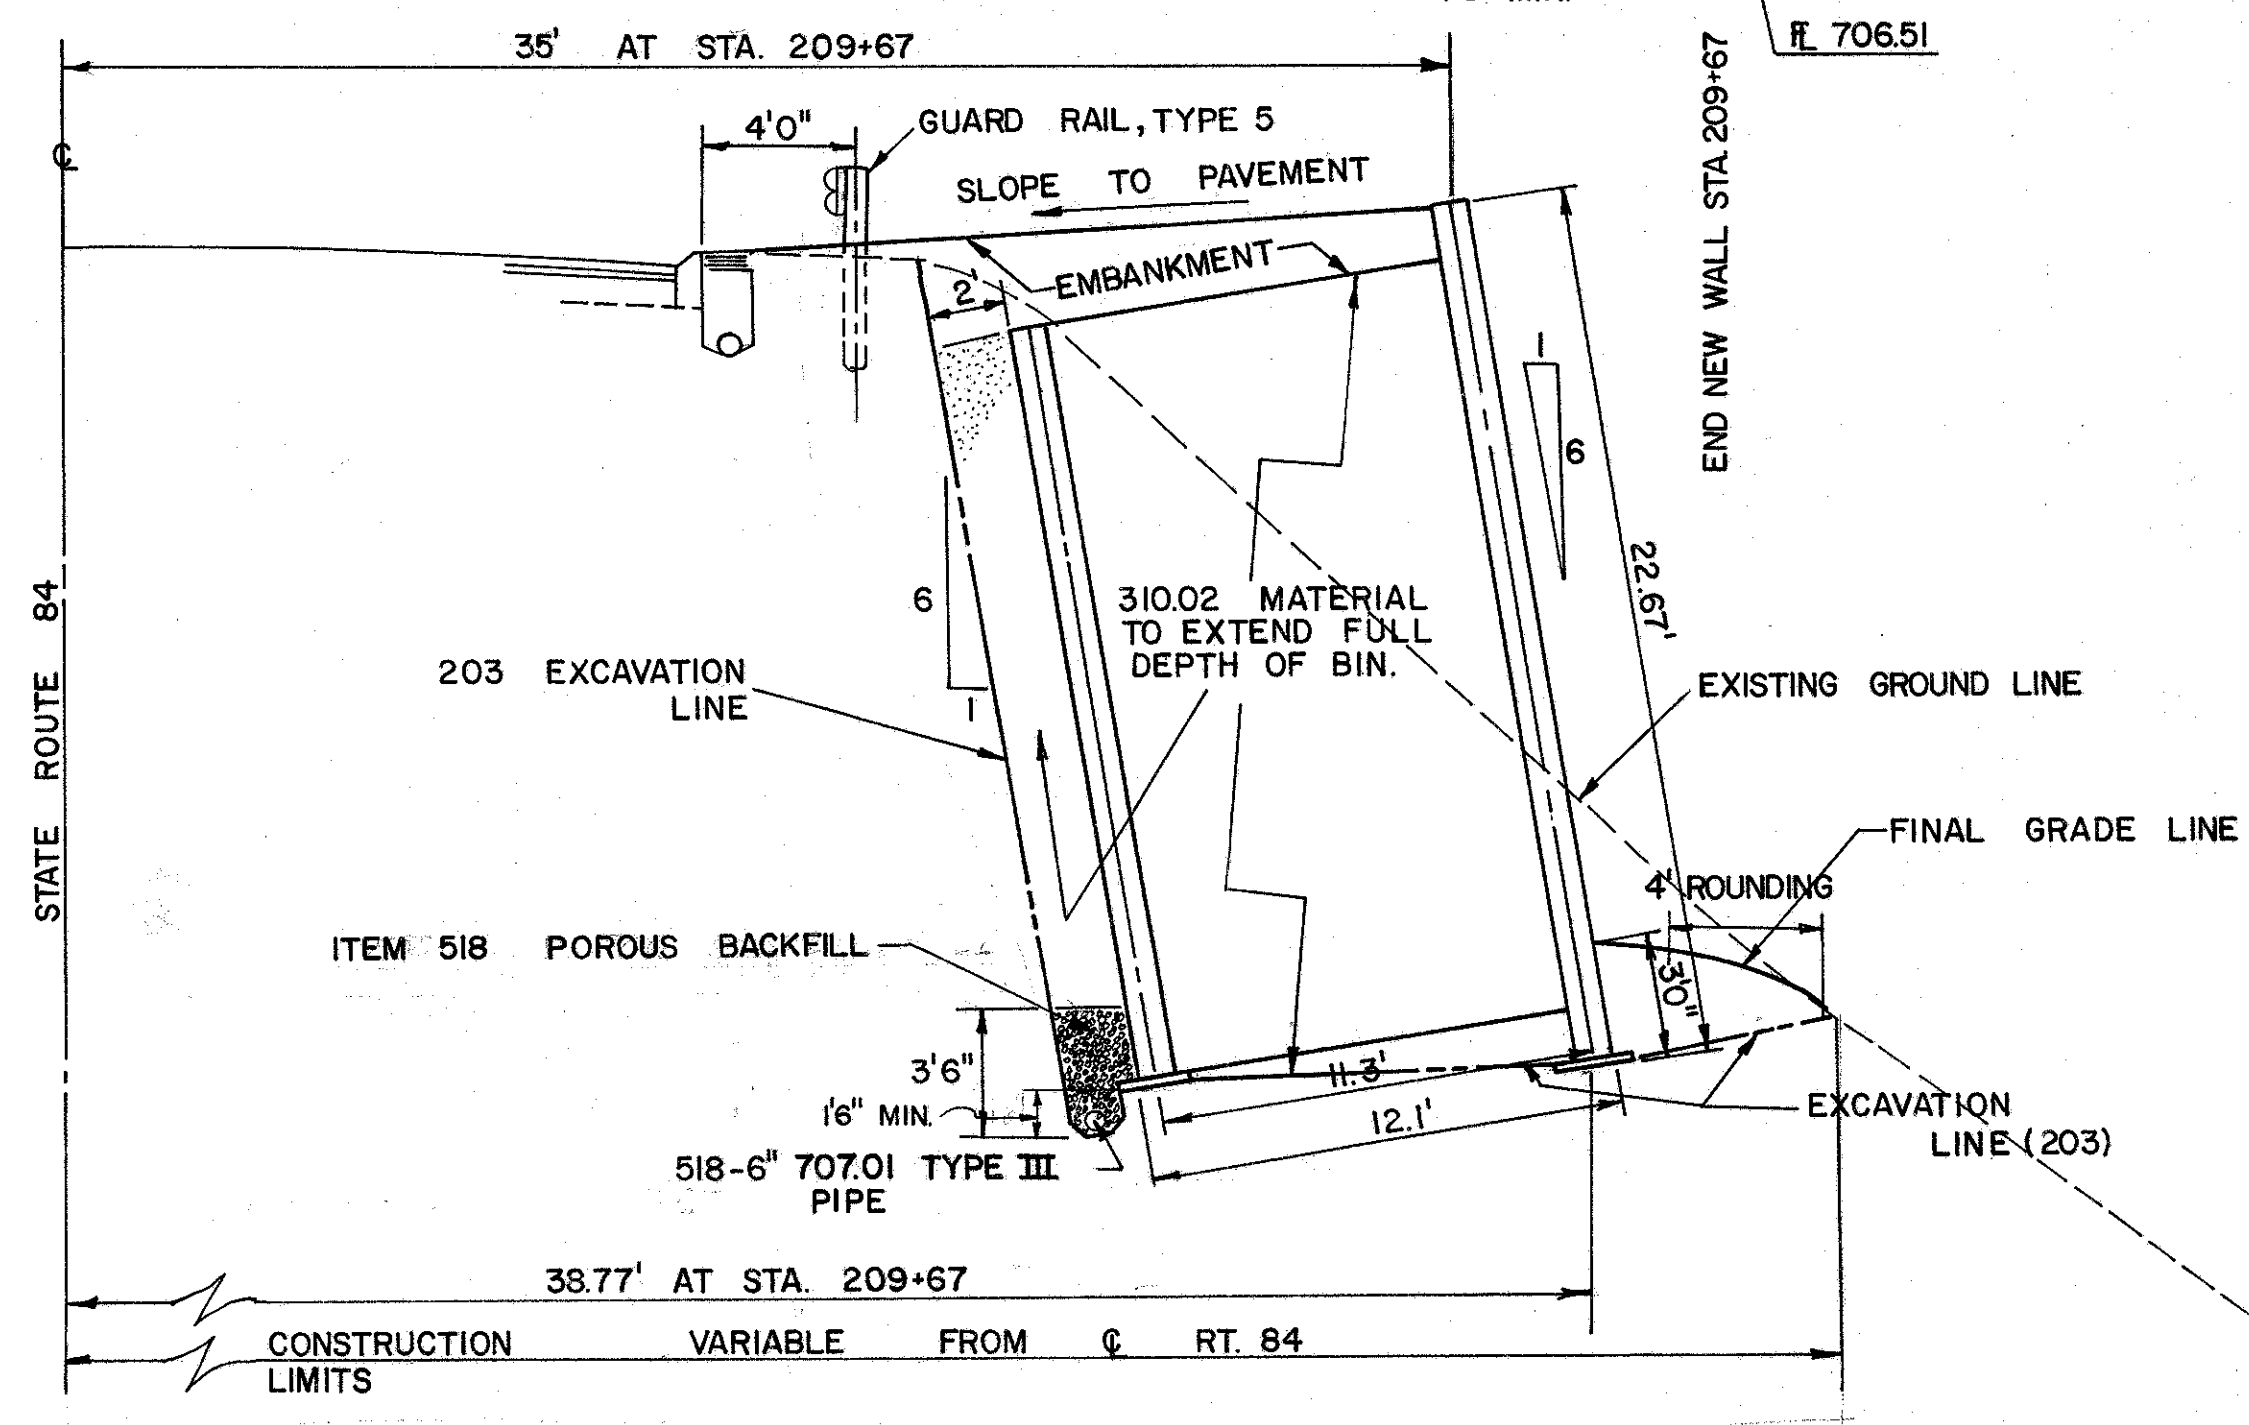 35' AT STA. 209+67
℄
4'0"
GUARD RAIL, TYPE 5
SLOPE TO PAVEMENT
END NEW WALL STA. 209+67
706.51
EMBANKMENT
2'
1
6
22.67'
6
1
310.02 MATERIAL
TO EXTEND FULL
DEPTH OF BIN.
203 EXCAVATION
LINE
EXISTING GROUND LINE
STATE ROUTE 84
FINAL GRADE LINE
4' ROUNDING
ITEM 518 POROUS BACKFILL
3'0"
3'6"
1'6" MIN.
11.3'
12.1'
EXCAVATION
LINE (203)
518-6" 707.01 TYPE III
PIPE
38.77' AT STA. 209+67
CONSTRUCTION VARIABLE FROM ℄ RT. 84
LIMITS